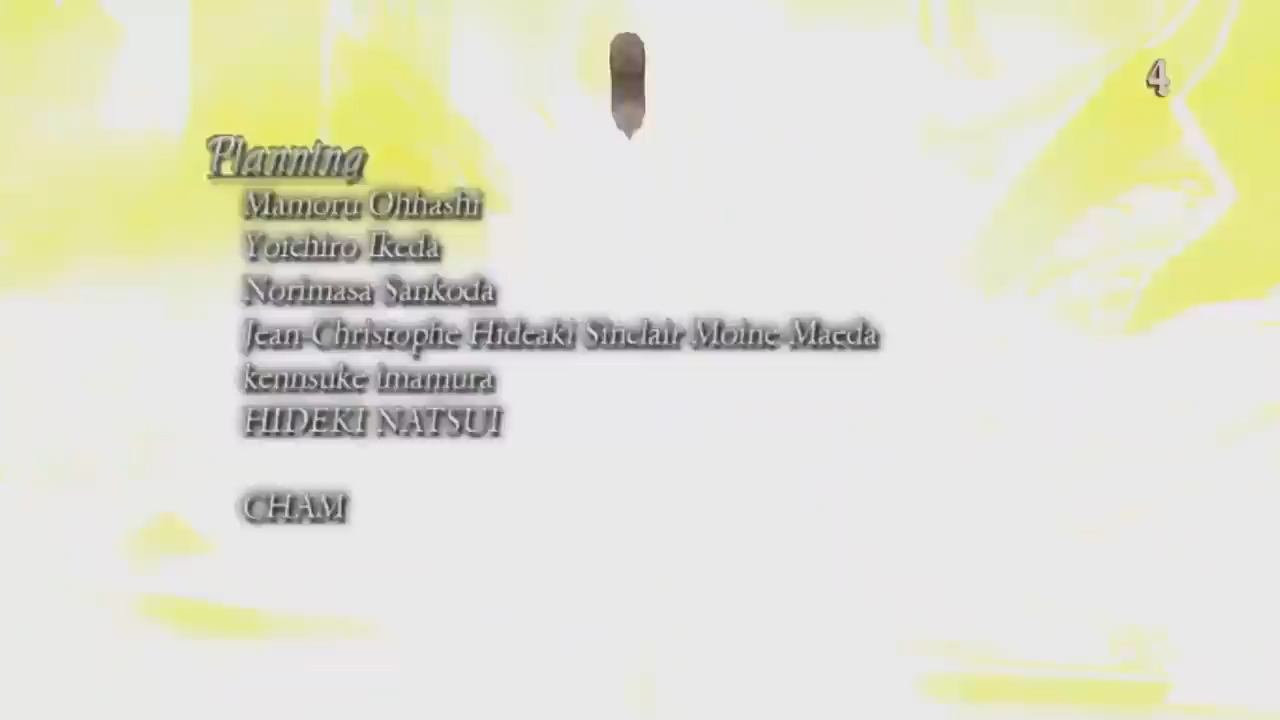 4
Planning
Mamoru Ohhashi
Yoichiro Ikeda
Norimasa Sankoda
Jean-Christophe Hideaki Sinclair Moine-Maeda
kennsuke imamura
HIDEKI NATSUI
CHAM